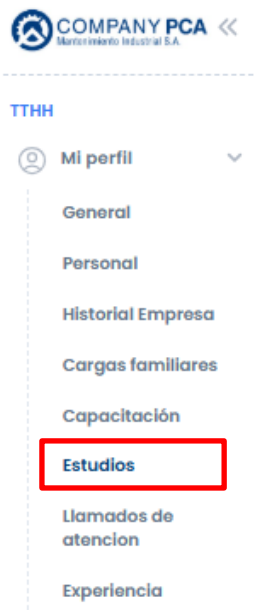 COMPANY PCA
Mantenimiento Industrial S.A.
TTHH
Mi perfil
General
Personal
Historial Empresa
Cargas familiares
Capacitación
Estudios
Llamados de
atencion
Experiencia